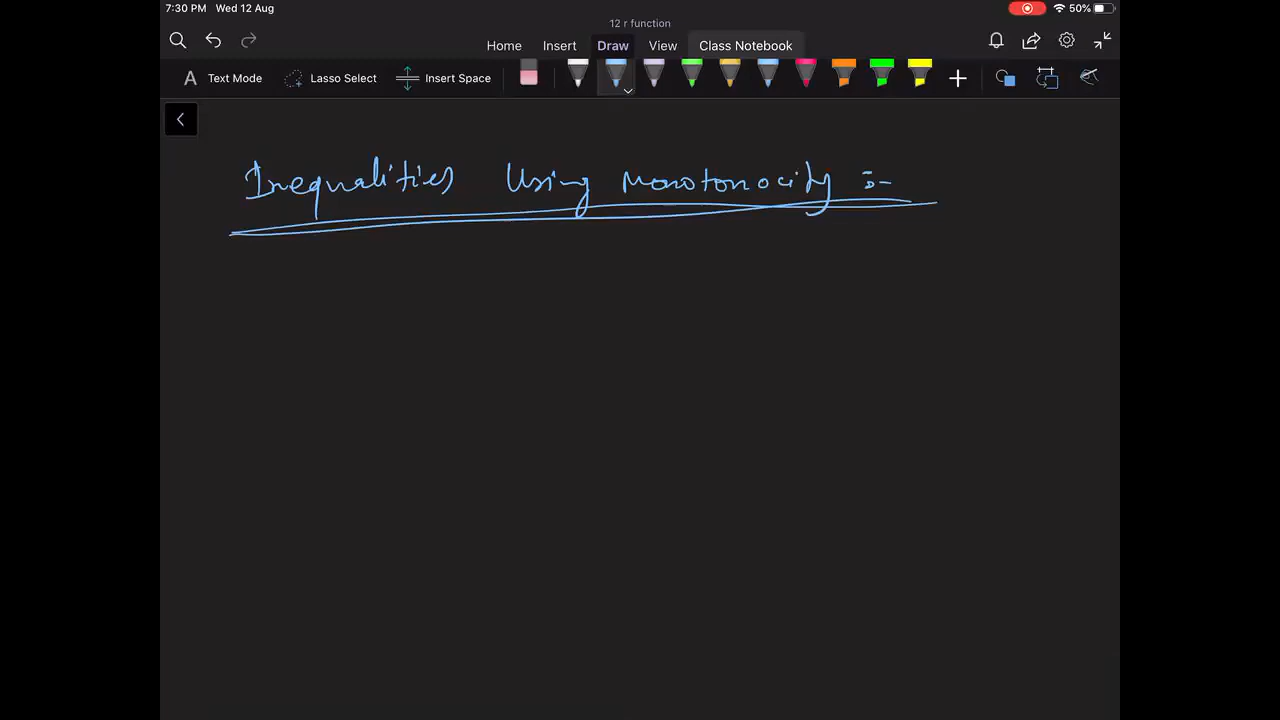 7:30 PM Wed 12 Aug 50%
12 r function
Home Insert Draw View Class Notebook
A Text Mode Lasso Select Insert Space
Inequalities Using Monotonocity :-